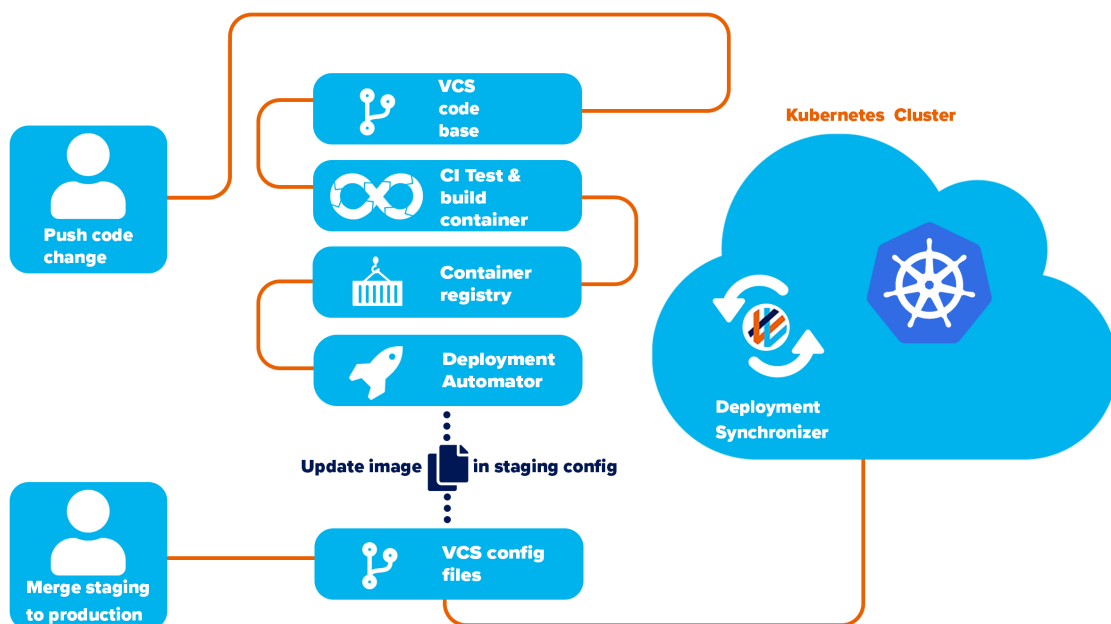 VCS
code
base
Kubernetes Cluster
CI Test &
build
container
Push code
change
Container
registry
Deployment
Automator
Deployment
Synchronizer
Update image in staging config
VCS config
files
Merge staging
to production